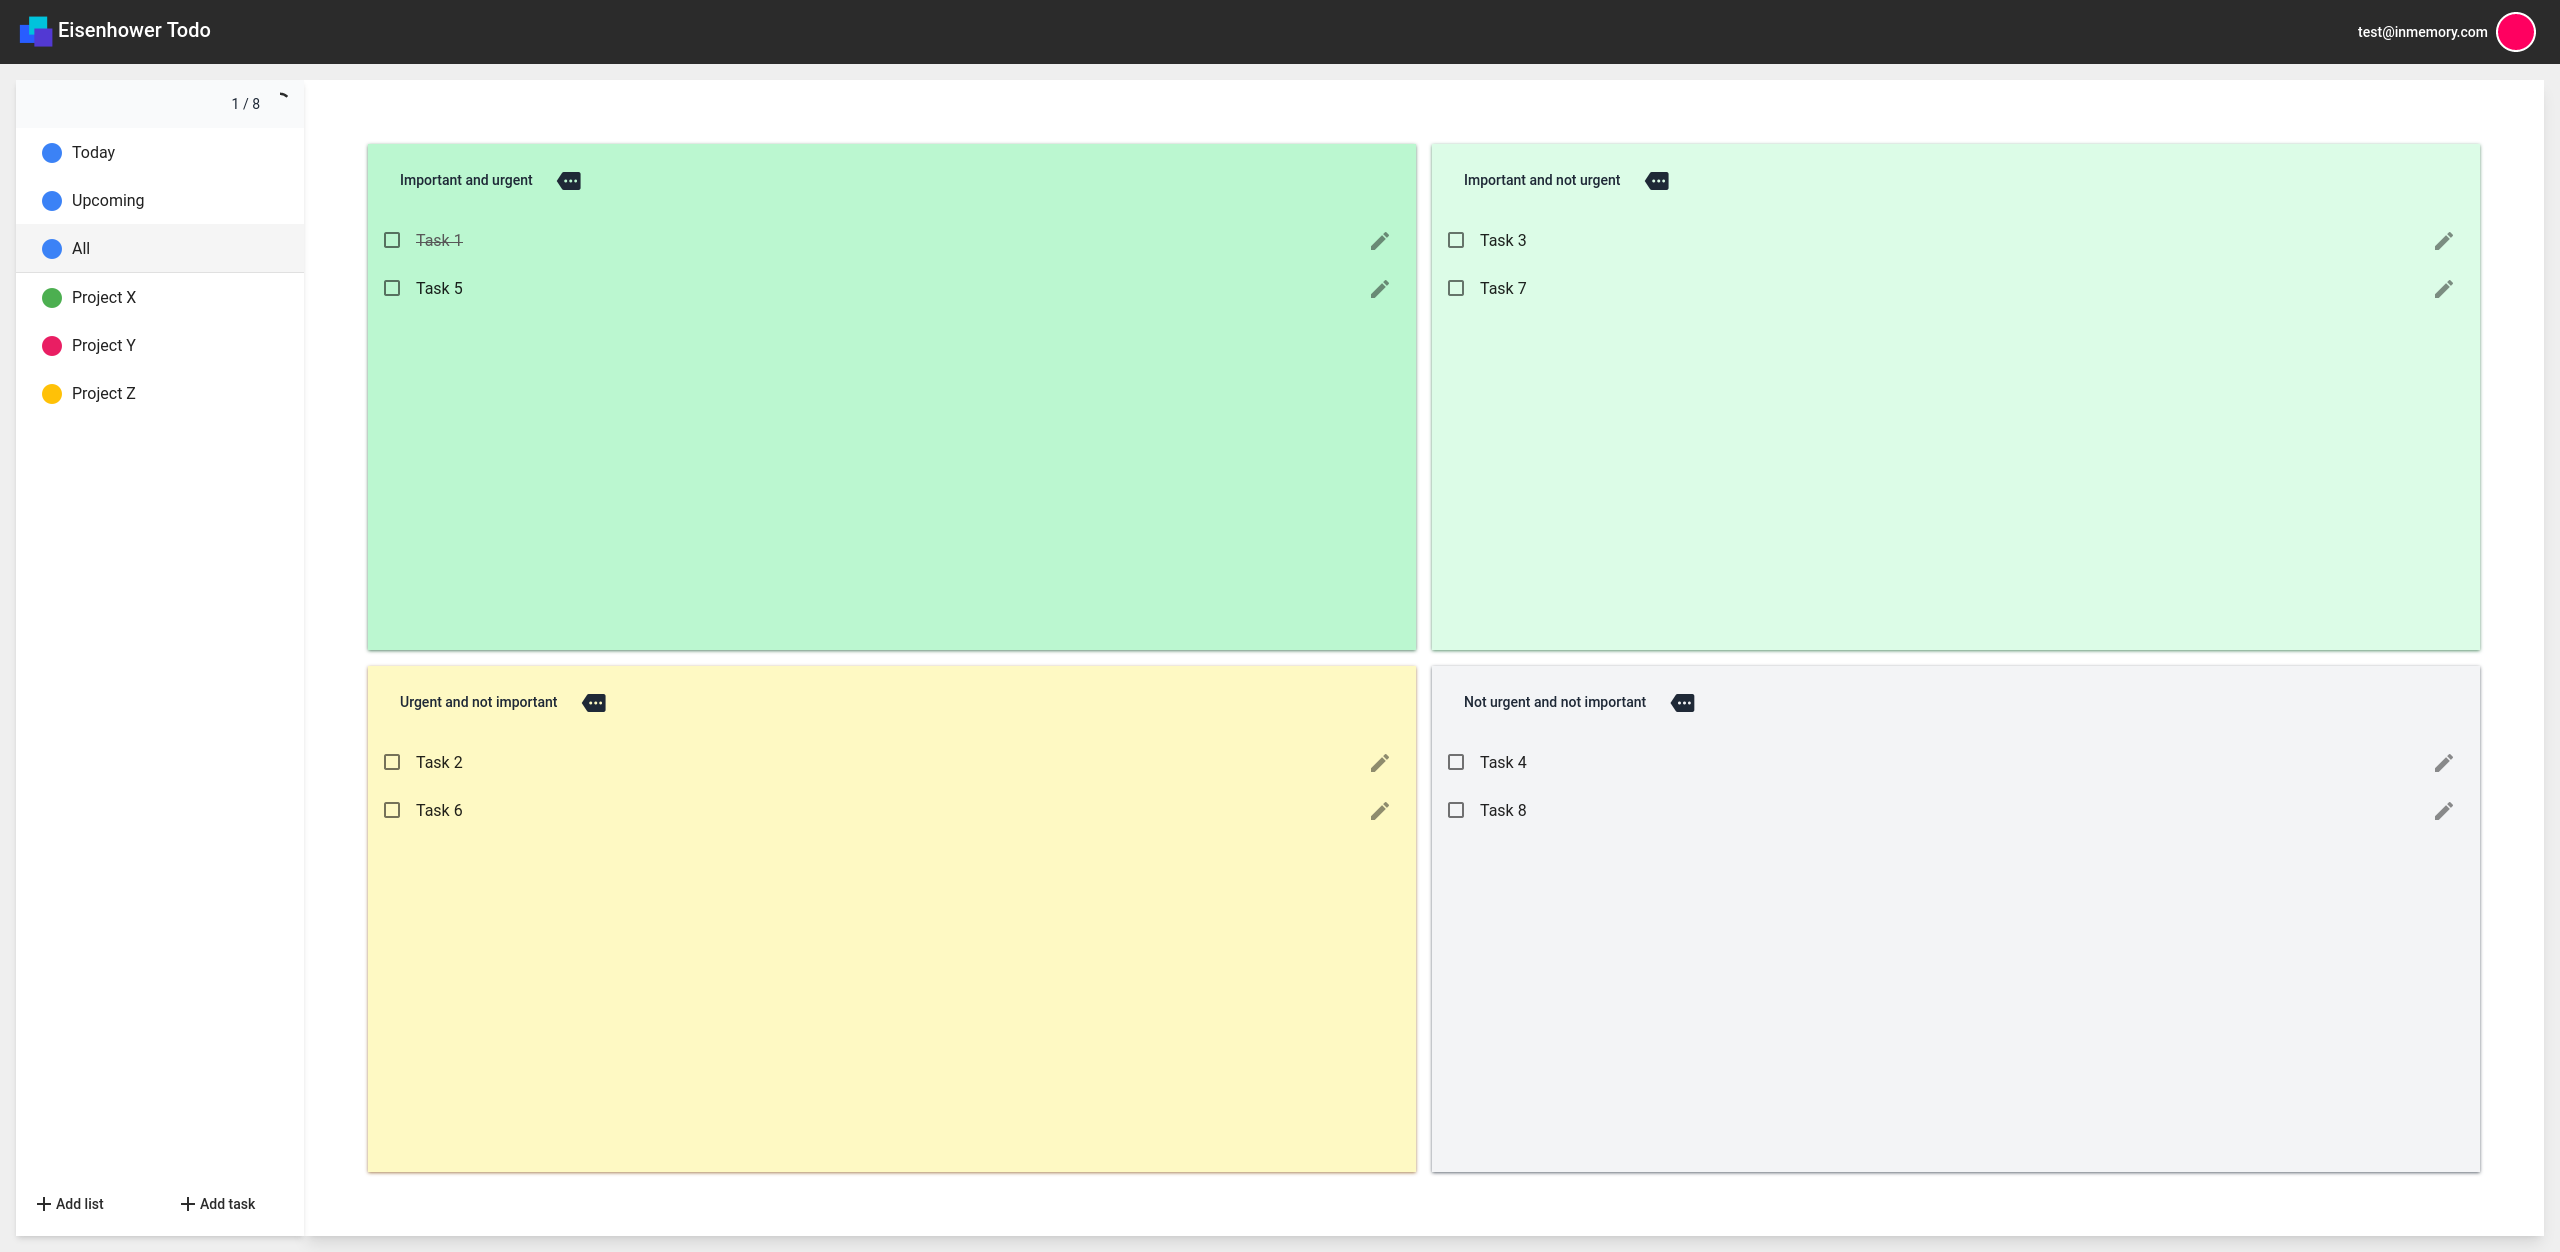 Eisenhower Todo
test@inmemory.com
1 / 8
Today
Upcoming
All
Project X
Project Y
Project Z
Add list
Add task
Important and urgent
Task 1
Task 5
Important and not urgent
Task 3
Task 7
Urgent and not important
Task 2
Task 6
Not urgent and not important
Task 4
Task 8